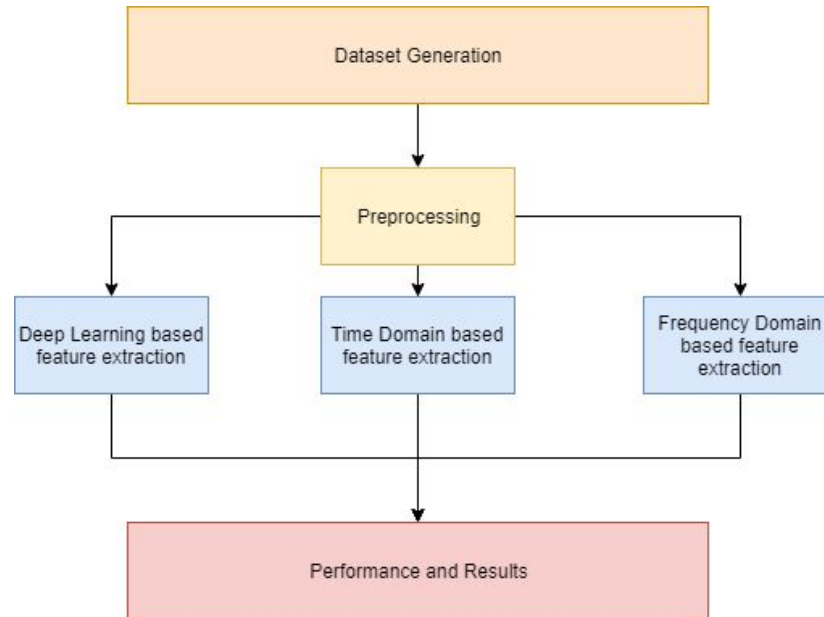 Dataset Generation
Preprocessing
Deep Learning based
feature extraction
Time Domain based
feature extraction
Frequency Domain
based feature
extraction
Performance and Results